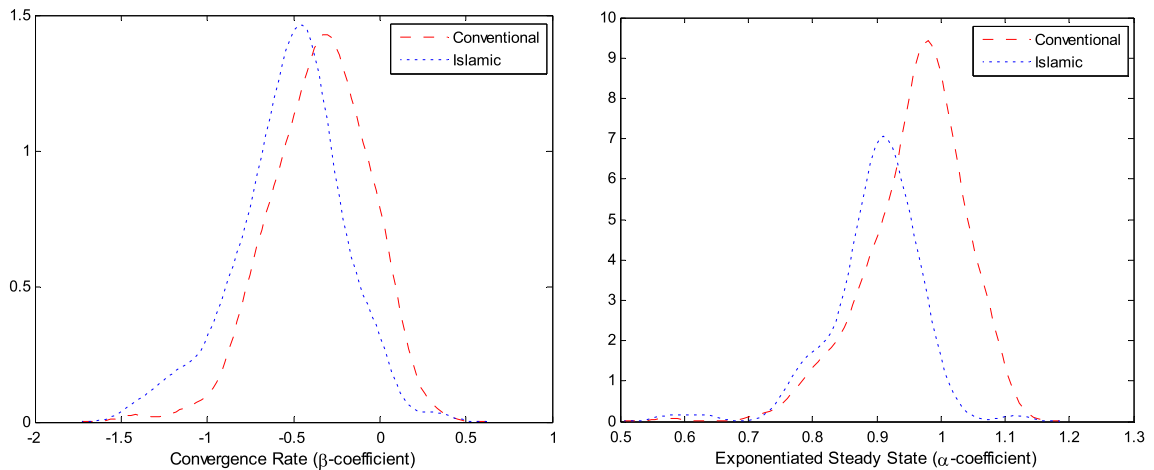 1.5
Conventional
Islamic
1
0.5
0
-2 -1.5 -1 -0.5 0 0.5 1
Convergence Rate (β-coefficient)
10
Conventional
Islamic
9
8
7
6
5
4
3
2
1
0
0.5 0.6 0.7 0.8 0.9 1 1.1 1.2 1.3
Exponentiated Steady State (α-coefficient)